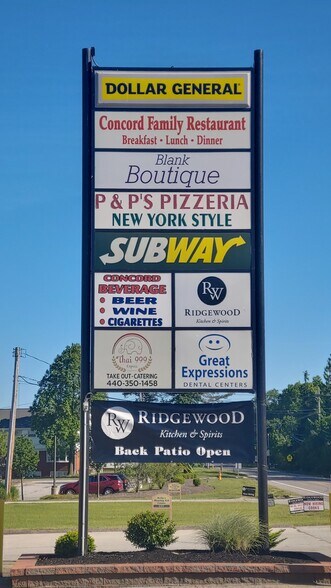 DOLLAR GENERAL
Concord Family Restaurant
Breakfast • Lunch • Dinner
Blank
Boutique
P & P'S PIZZERIA
NEW YORK STYLE
SUBWAY
CONCORD
BEVERAGE
• BEER
• WINE
• CIGARETTES
RW
RIDGEWOOD
Kitchen & Spirits
thai 999
TAKE OUT-CATERING
440-350-1458
Great
Expressions
DENTAL CENTERS
RW
RIDGEWOOD
Kitchen & Spirits
Back Patio Open